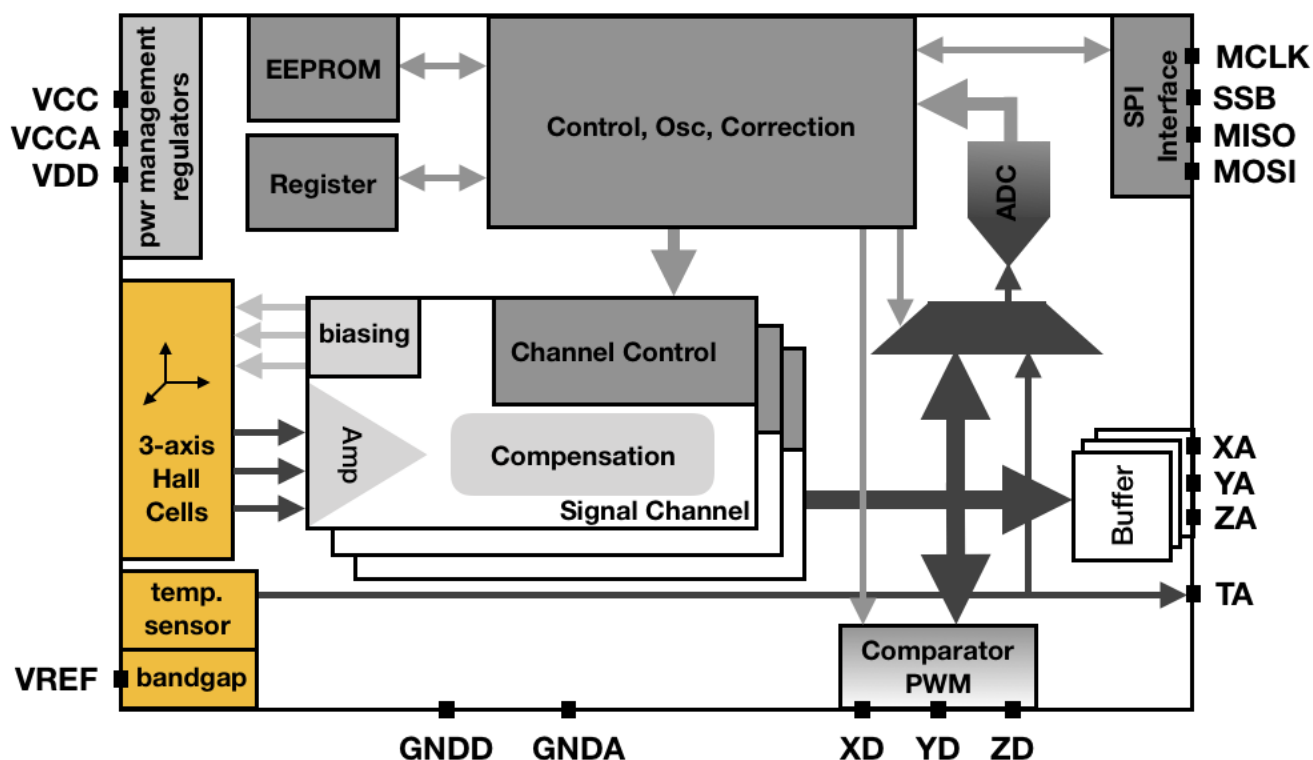 pwr management
regulators
VCC
VCCA
VDD
EEPROM
Register
Control, Osc, Correction
SPI
Interface
MCLK
SSB
MISO
MOSI
ADC
biasing
Channel Control
Amp
Compensation
Signal Channel
3-axis
Hall
Cells
Buffer
XA
YA
ZA
temp.
sensor
TA
VREF
bandgap
Comparator
PWM
GNDD
GNDA
XD
YD
ZD